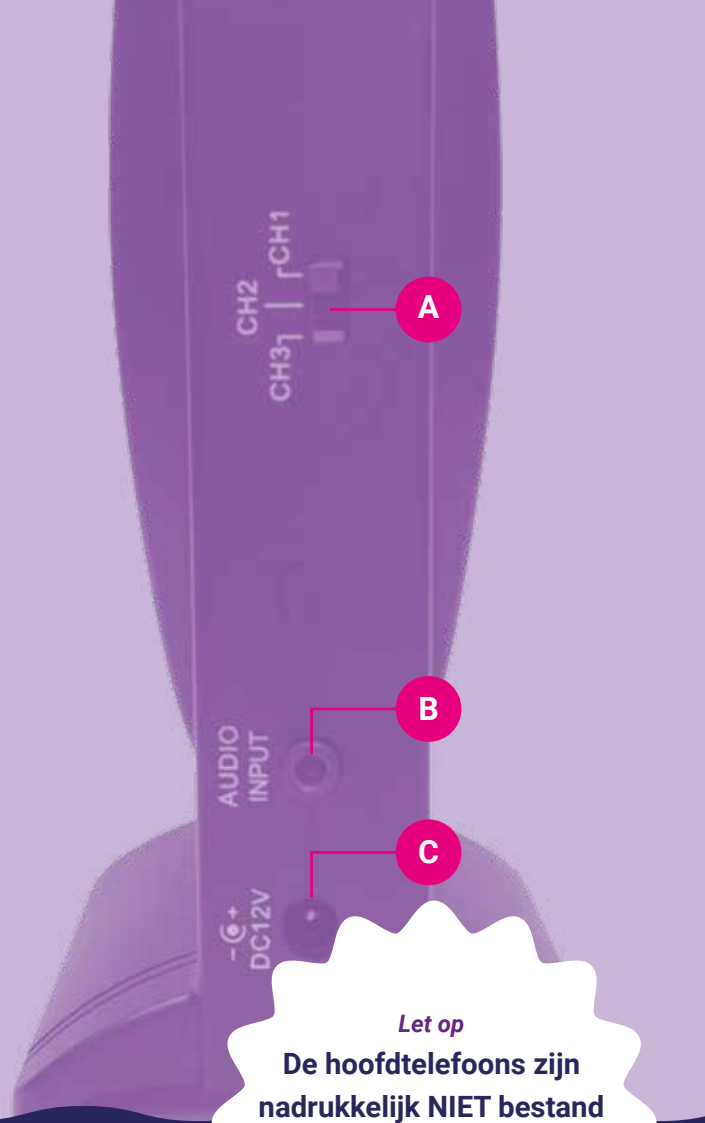 CH1
CH2
CH3
A
B
AUDIO
INPUT
C
- +
DC12V
Let op
De hoofdtelefoons zijn
nadrukkelijk NIET bestand